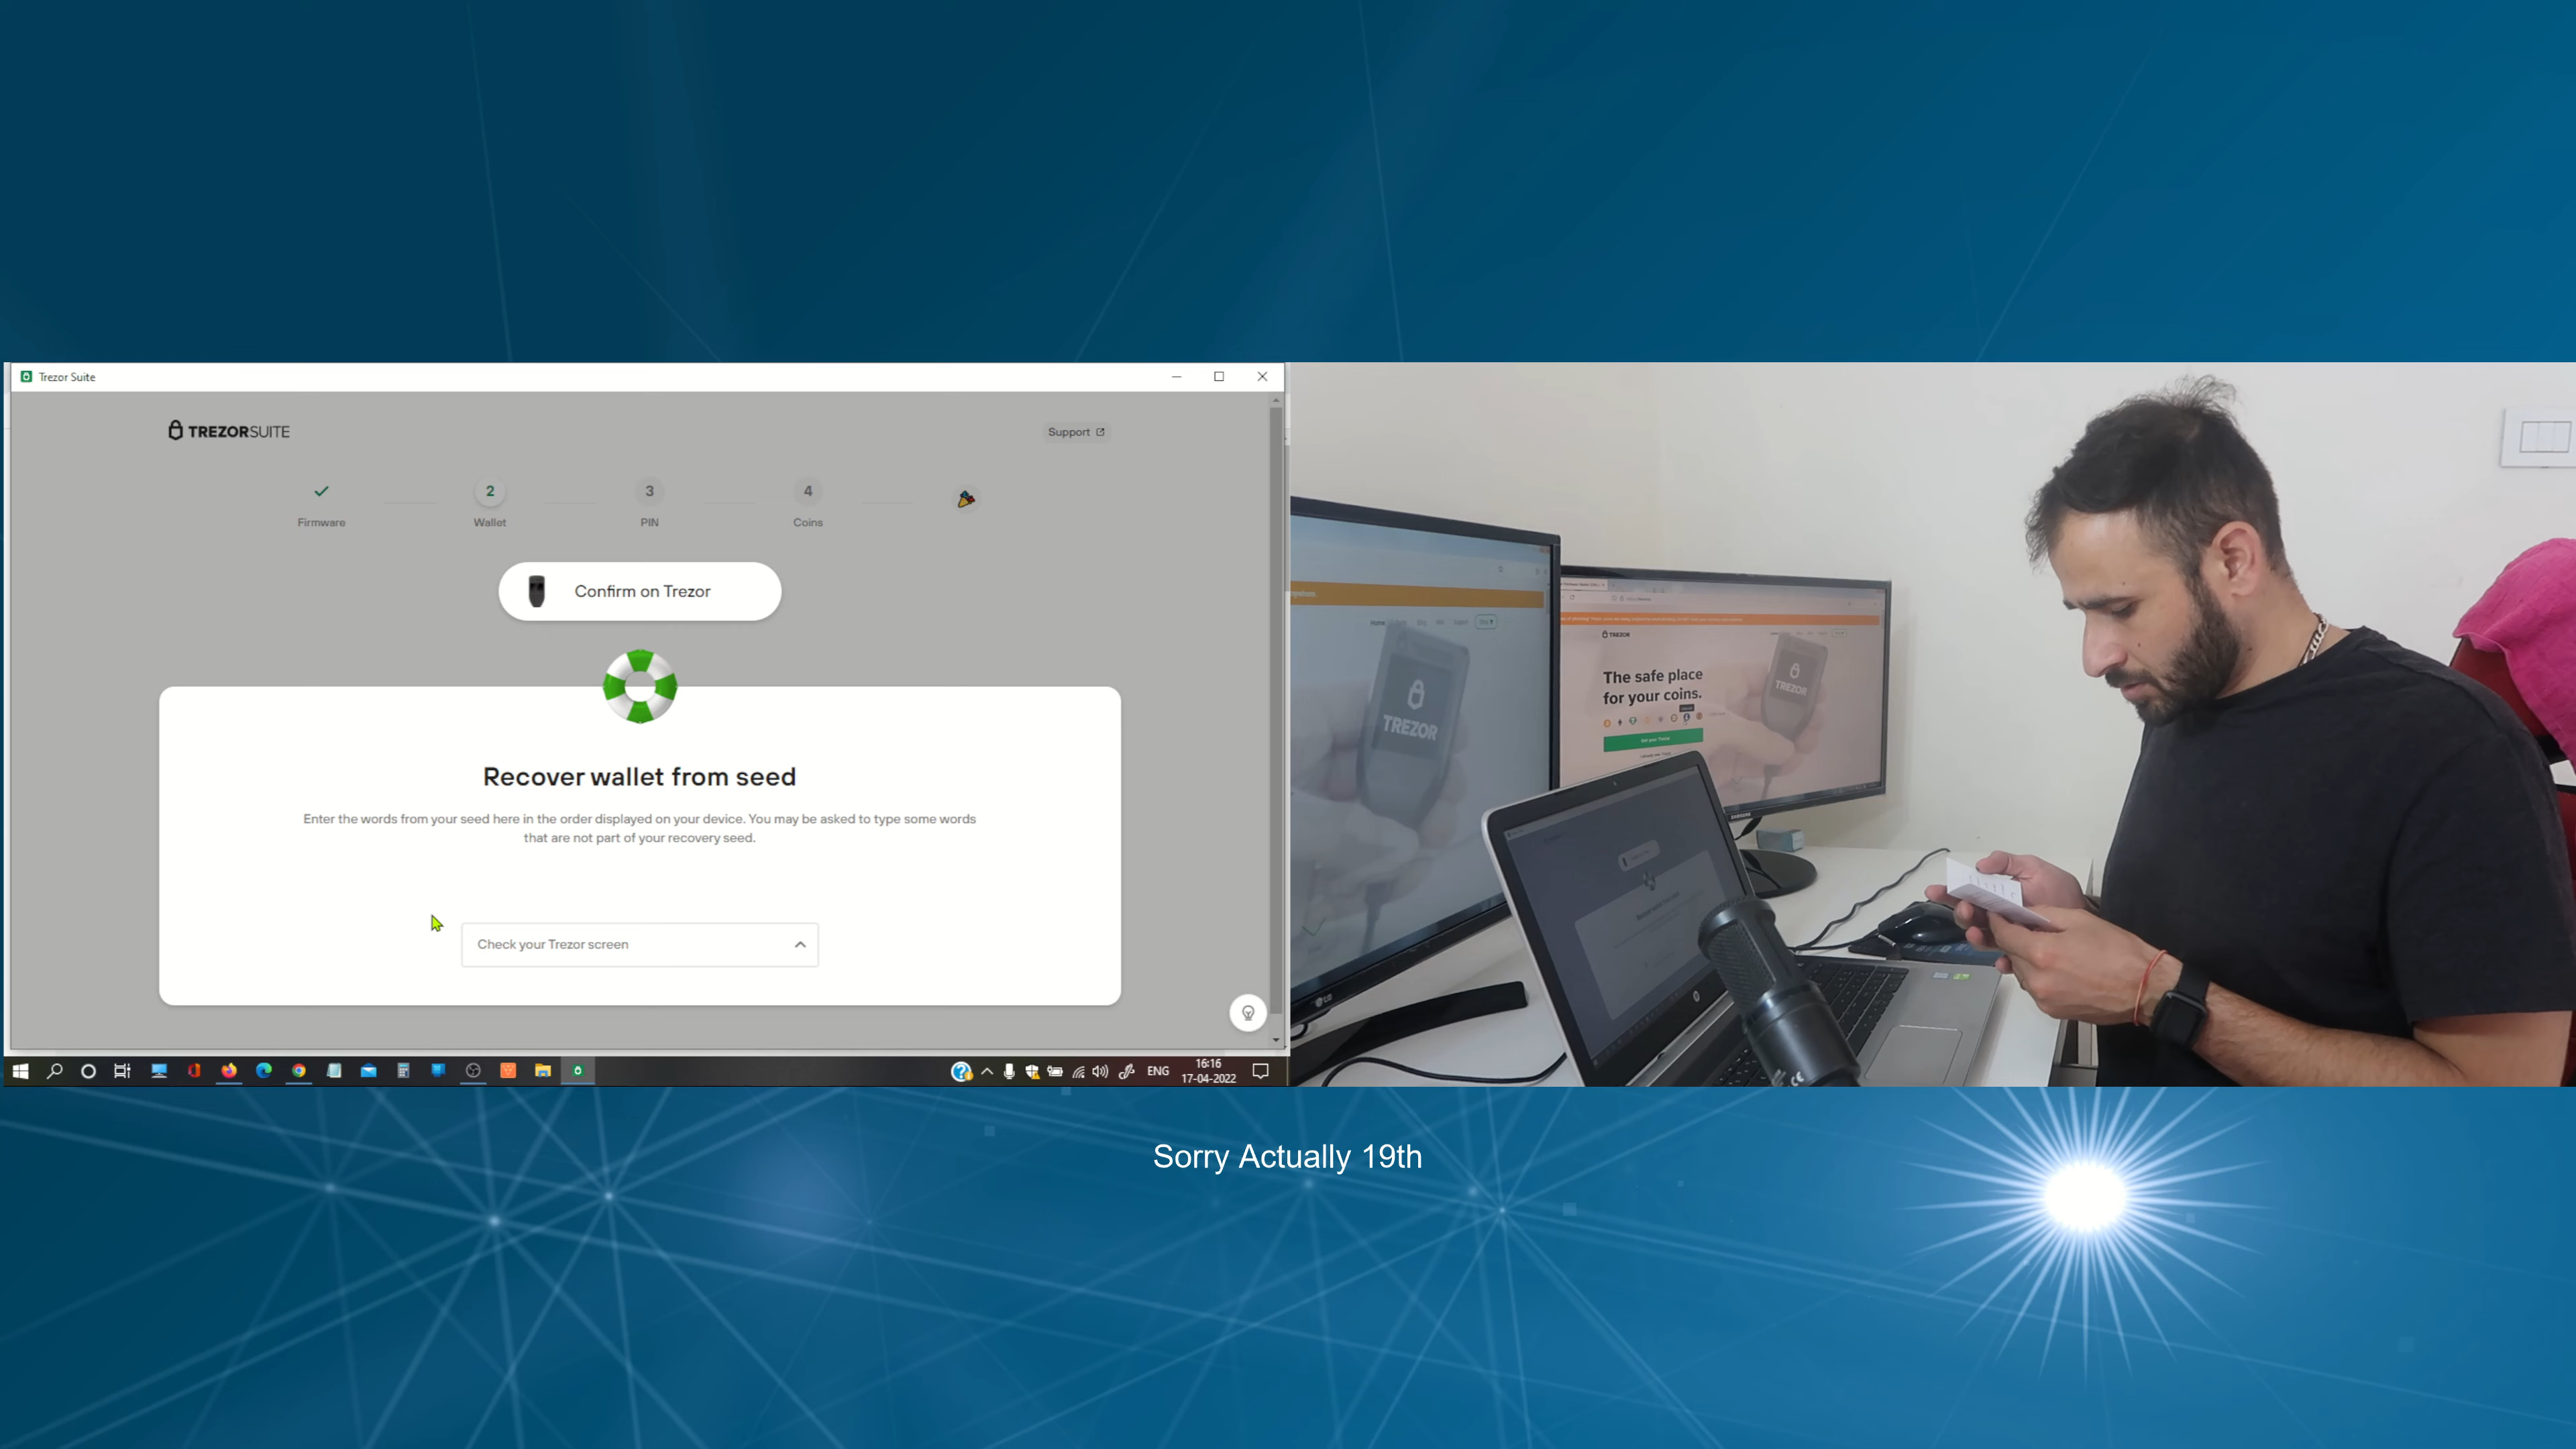 Trezor Suite
TREZORSUITE
Support
2
3
4
Firmware
Wallet
PIN
Coins
Confirm on Trezor
Recover wallet from seed
Enter the words from your seed here in the order displayed on your device. You may be asked to type some words
that are not part of your recovery seed.
Check your Trezor screen
ENG
16:16
17-04-2022
TREZOR
TREZOR
The safe place
for your coins.
TREZOR
Sorry Actually 19th